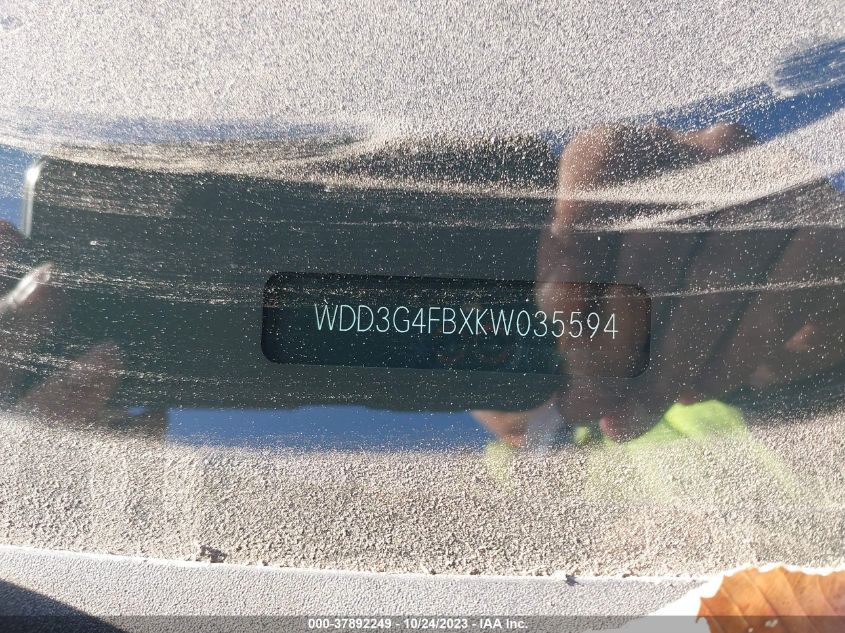 WDD3G4FBXKW035594
000-37892249 - 10/24/2023 - IAA Inc.